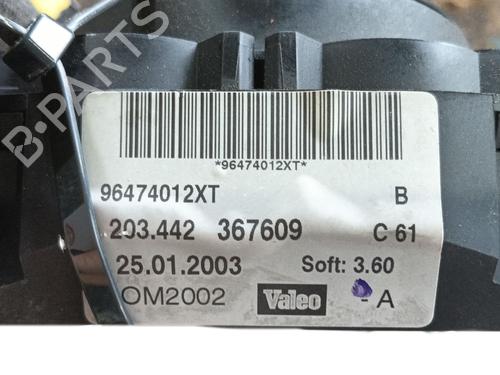 B-PARTS
*96474012XT*
96474012XT B
203.442 367609 C 61
25.01.2003 Soft: 3.60
OM2002 Valeo - A